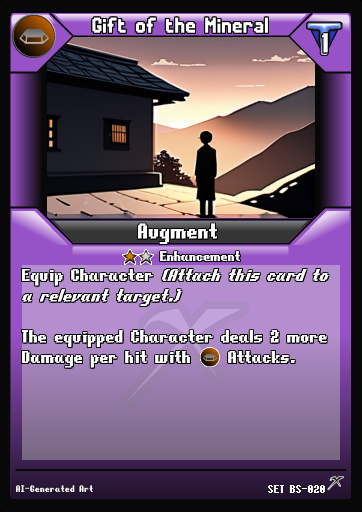 Gift of the Mineral
1
Augment
Enhancement
Equip Character (Attach this card to
a relevant target.)
The equipped Character deals 2 more
Damage per hit with Attacks.
AI-Generated Art
SET BS-020